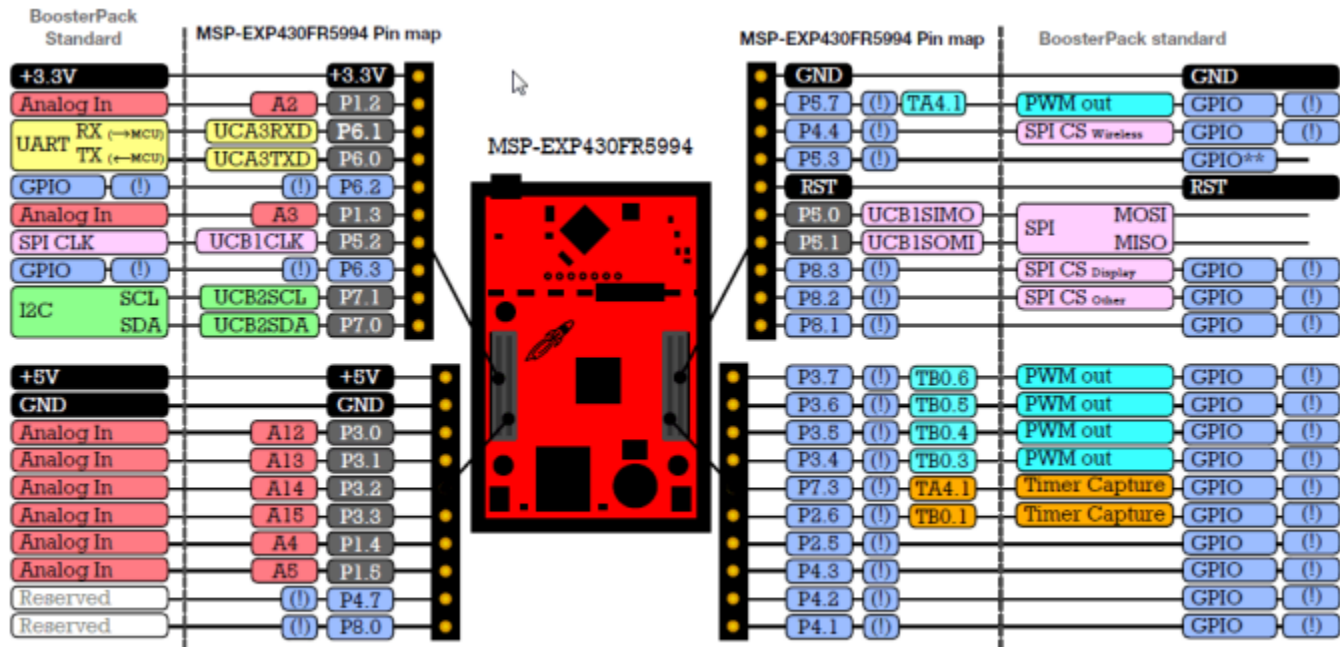 BoosterPack
Standard
MSP-EXP430FR5994 Pin map
+3.3V +3.3V
Analog In A2 P1.2
UART RX (→MCU) UCA3RXD P6.1
TX (←MCU) UCA3TXD P6.0
GPIO (!) (!) P6.2
Analog In A3 P1.3
SPI CLK UCB1CLK P5.2
GPIO (!) (!) P6.3
I2C SCL UCB2SCL P7.1
SDA UCB2SDA P7.0
+5V +5V
GND GND
Analog In A12 P3.0
Analog In A13 P3.1
Analog In A14 P3.2
Analog In A15 P3.3
Analog In A4 P1.4
Analog In A5 P1.5
Reserved (!) P4.7
Reserved (!) P8.0
MSP-EXP430FR5994
MSP-EXP430FR5994 Pin map
BoosterPack standard
GND GND
P5.7 (!) TA4.1 PWM out GPIO (!)
P4.4 (!) SPI CS Wireless GPIO (!)
P5.3 (!) GPIO**
RST RST
P5.0 UCB1SIMO SPI MOSI
P5.1 UCB1SOMI MISO
P8.3 (!) SPI CS Display GPIO (!)
P8.2 (!) SPI CS Other GPIO (!)
P8.1 (!) GPIO (!)
P3.7 (!) TB0.6 PWM out GPIO (!)
P3.6 (!) TB0.5 PWM out GPIO (!)
P3.5 (!) TB0.4 PWM out GPIO (!)
P3.4 (!) TB0.3 PWM out GPIO (!)
P7.3 (!) TA4.1 Timer Capture GPIO (!)
P2.6 (!) TB0.1 Timer Capture GPIO (!)
P2.5 (!) GPIO (!)
P4.3 (!) GPIO (!)
P4.2 (!) GPIO (!)
P4.1 (!) GPIO (!)